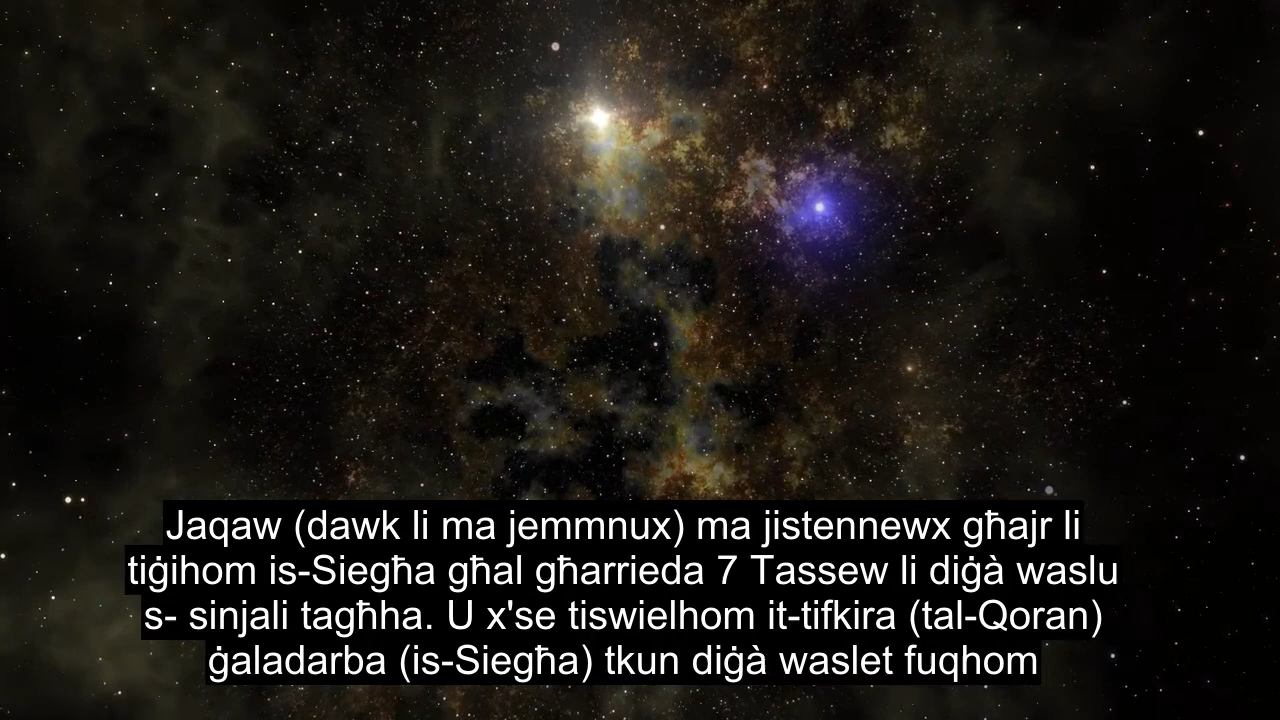 Jaqaw (dawk li ma jemmnux) ma jistennewx għajr li
tiġihom is-Siegħa għal għarrieda 7 Tassew li diġà waslu
s- sinjali tagħha. U x'se tiswielhom it-tifkira (tal-Qoran)
ġaladarba (is-Siegħa) tkun diġà waslet fuqhom